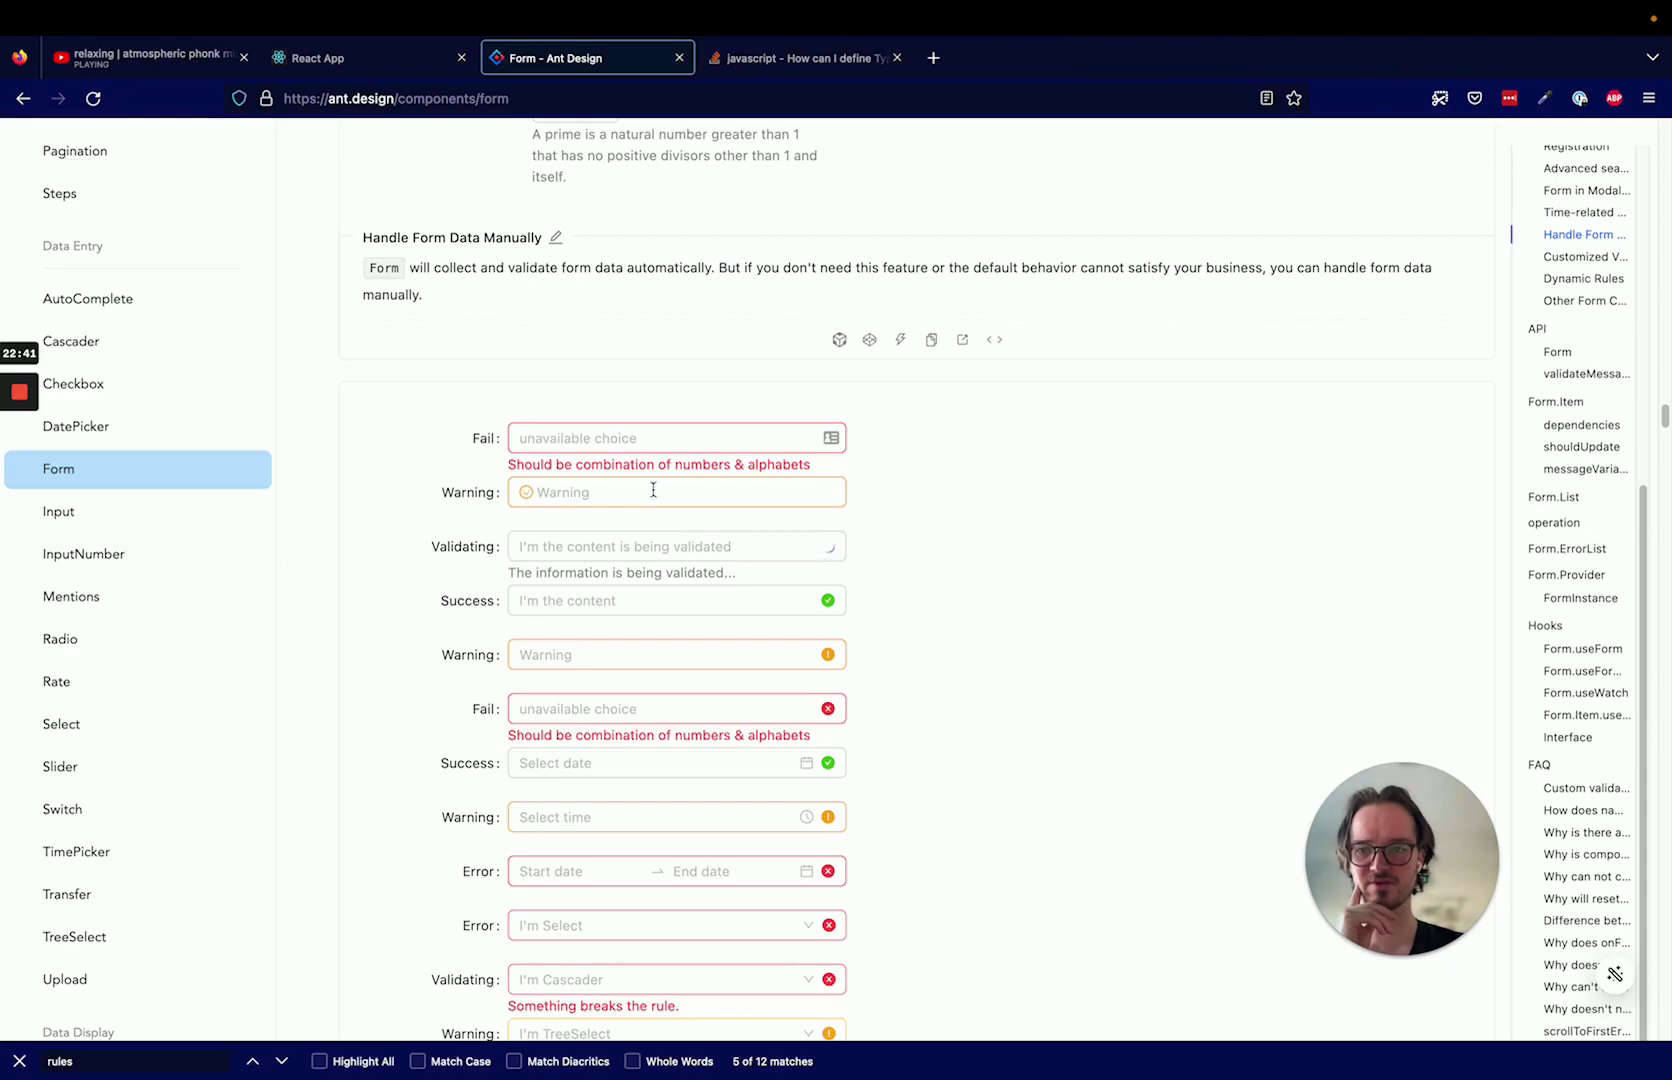 relaxing | atmospheric phonk m
PLAYING
React App
Form - Ant Design
javascript - How can I define Ty
https://ant.design/components/form
ABP
Pagination
Steps
Data Entry
AutoComplete
Cascader
22:41
Checkbox
DatePicker
Form
Input
InputNumber
Mentions
Radio
Rate
Select
Slider
Switch
TimePicker
Transfer
TreeSelect
Upload
Data Display
A prime is a natural number greater than 1
that has no positive divisors other than 1 and
itself.
Handle Form Data Manually
Form will collect and validate form data automatically. But if you don't need this feature or the default behavior cannot satisfy your business, you can handle form data
manually.
Fail: unavailable choice
Should be combination of numbers & alphabets
Warning: Warning
Validating: I'm the content is being validated
The information is being validated...
Success: I'm the content
Warning: Warning
Fail: unavailable choice
Should be combination of numbers & alphabets
Success: Select date
Warning: Select time
Error: Start date → End date
Error: I'm Select
Validating: I'm Cascader
Something breaks the rule.
Warning: I'm TreeSelect
Registration
Advanced sea...
Form in Modal...
Time-related ...
Handle Form ...
Customized V...
Dynamic Rules
Other Form C...
API
Form
validateMessa...
Form.Item
dependencies
shouldUpdate
messageVaria...
Form.List
operation
Form.ErrorList
Form.Provider
FormInstance
Hooks
Form.useForm
Form.useFor...
Form.useWatch
Form.Item.use...
Interface
FAQ
Custom valida...
How does na...
Why is there a...
Why is compo...
Why can not c...
Why will reset...
Difference bet...
Why does onF...
Why does
Why can't
Why doesn't n...
scrollToFirstEr...
rules
Highlight All
Match Case
Match Diacritics
Whole Words
5 of 12 matches